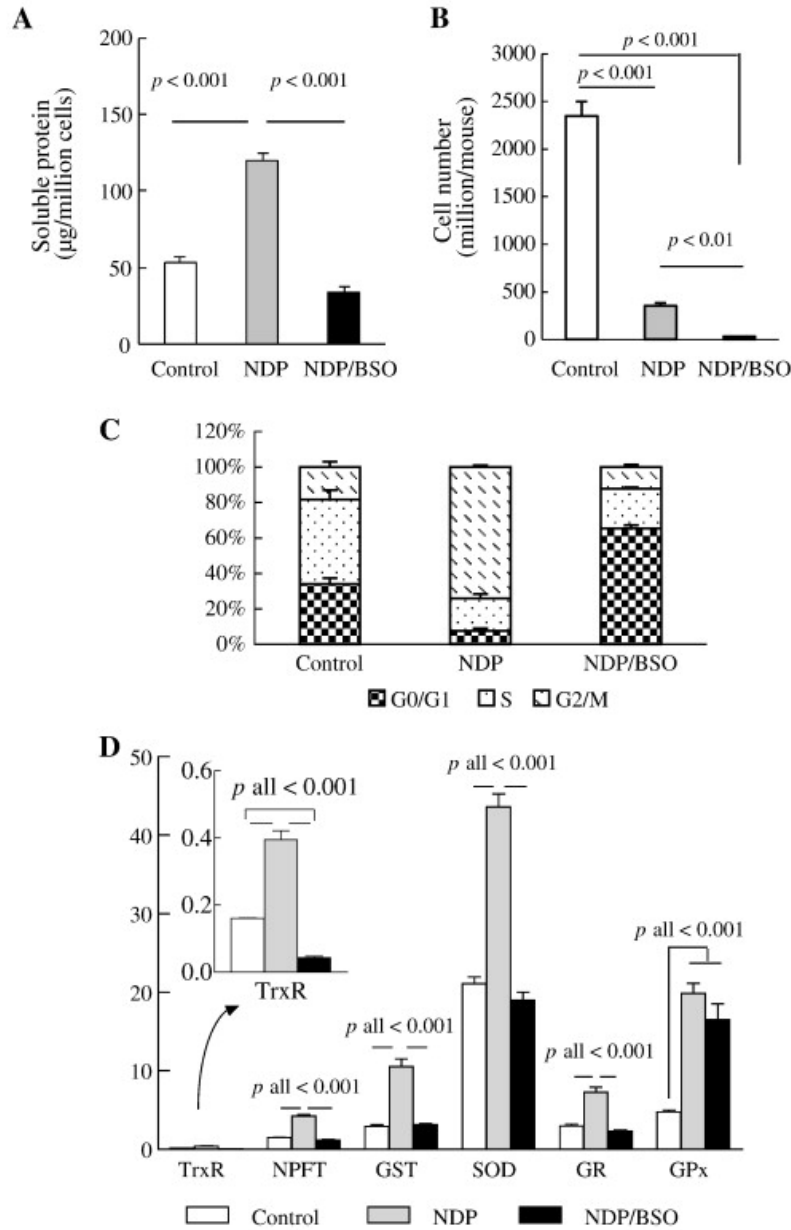 A
Soluble protein
(µg/million cells)
200
150
100
50
0
p < 0.001
p < 0.001
Control
NDP
NDP/BSO
B
Cell number
(million/mouse)
3000
2500
2000
1500
1000
500
0
p < 0.001
p < 0.001
p < 0.01
Control
NDP
NDP/BSO
C
120%
100%
80%
60%
40%
20%
0%
Control
NDP
NDP/BSO
G0/G1
S
G2/M
D
50
40
30
20
10
0
0.6
0.4
0.2
0.0
p all < 0.001
TrxR
p all < 0.001
p all < 0.001
p all < 0.001
p all < 0.001
p all < 0.001
TrxR
NPFT
GST
SOD
GR
GPx
Control
NDP
NDP/BSO